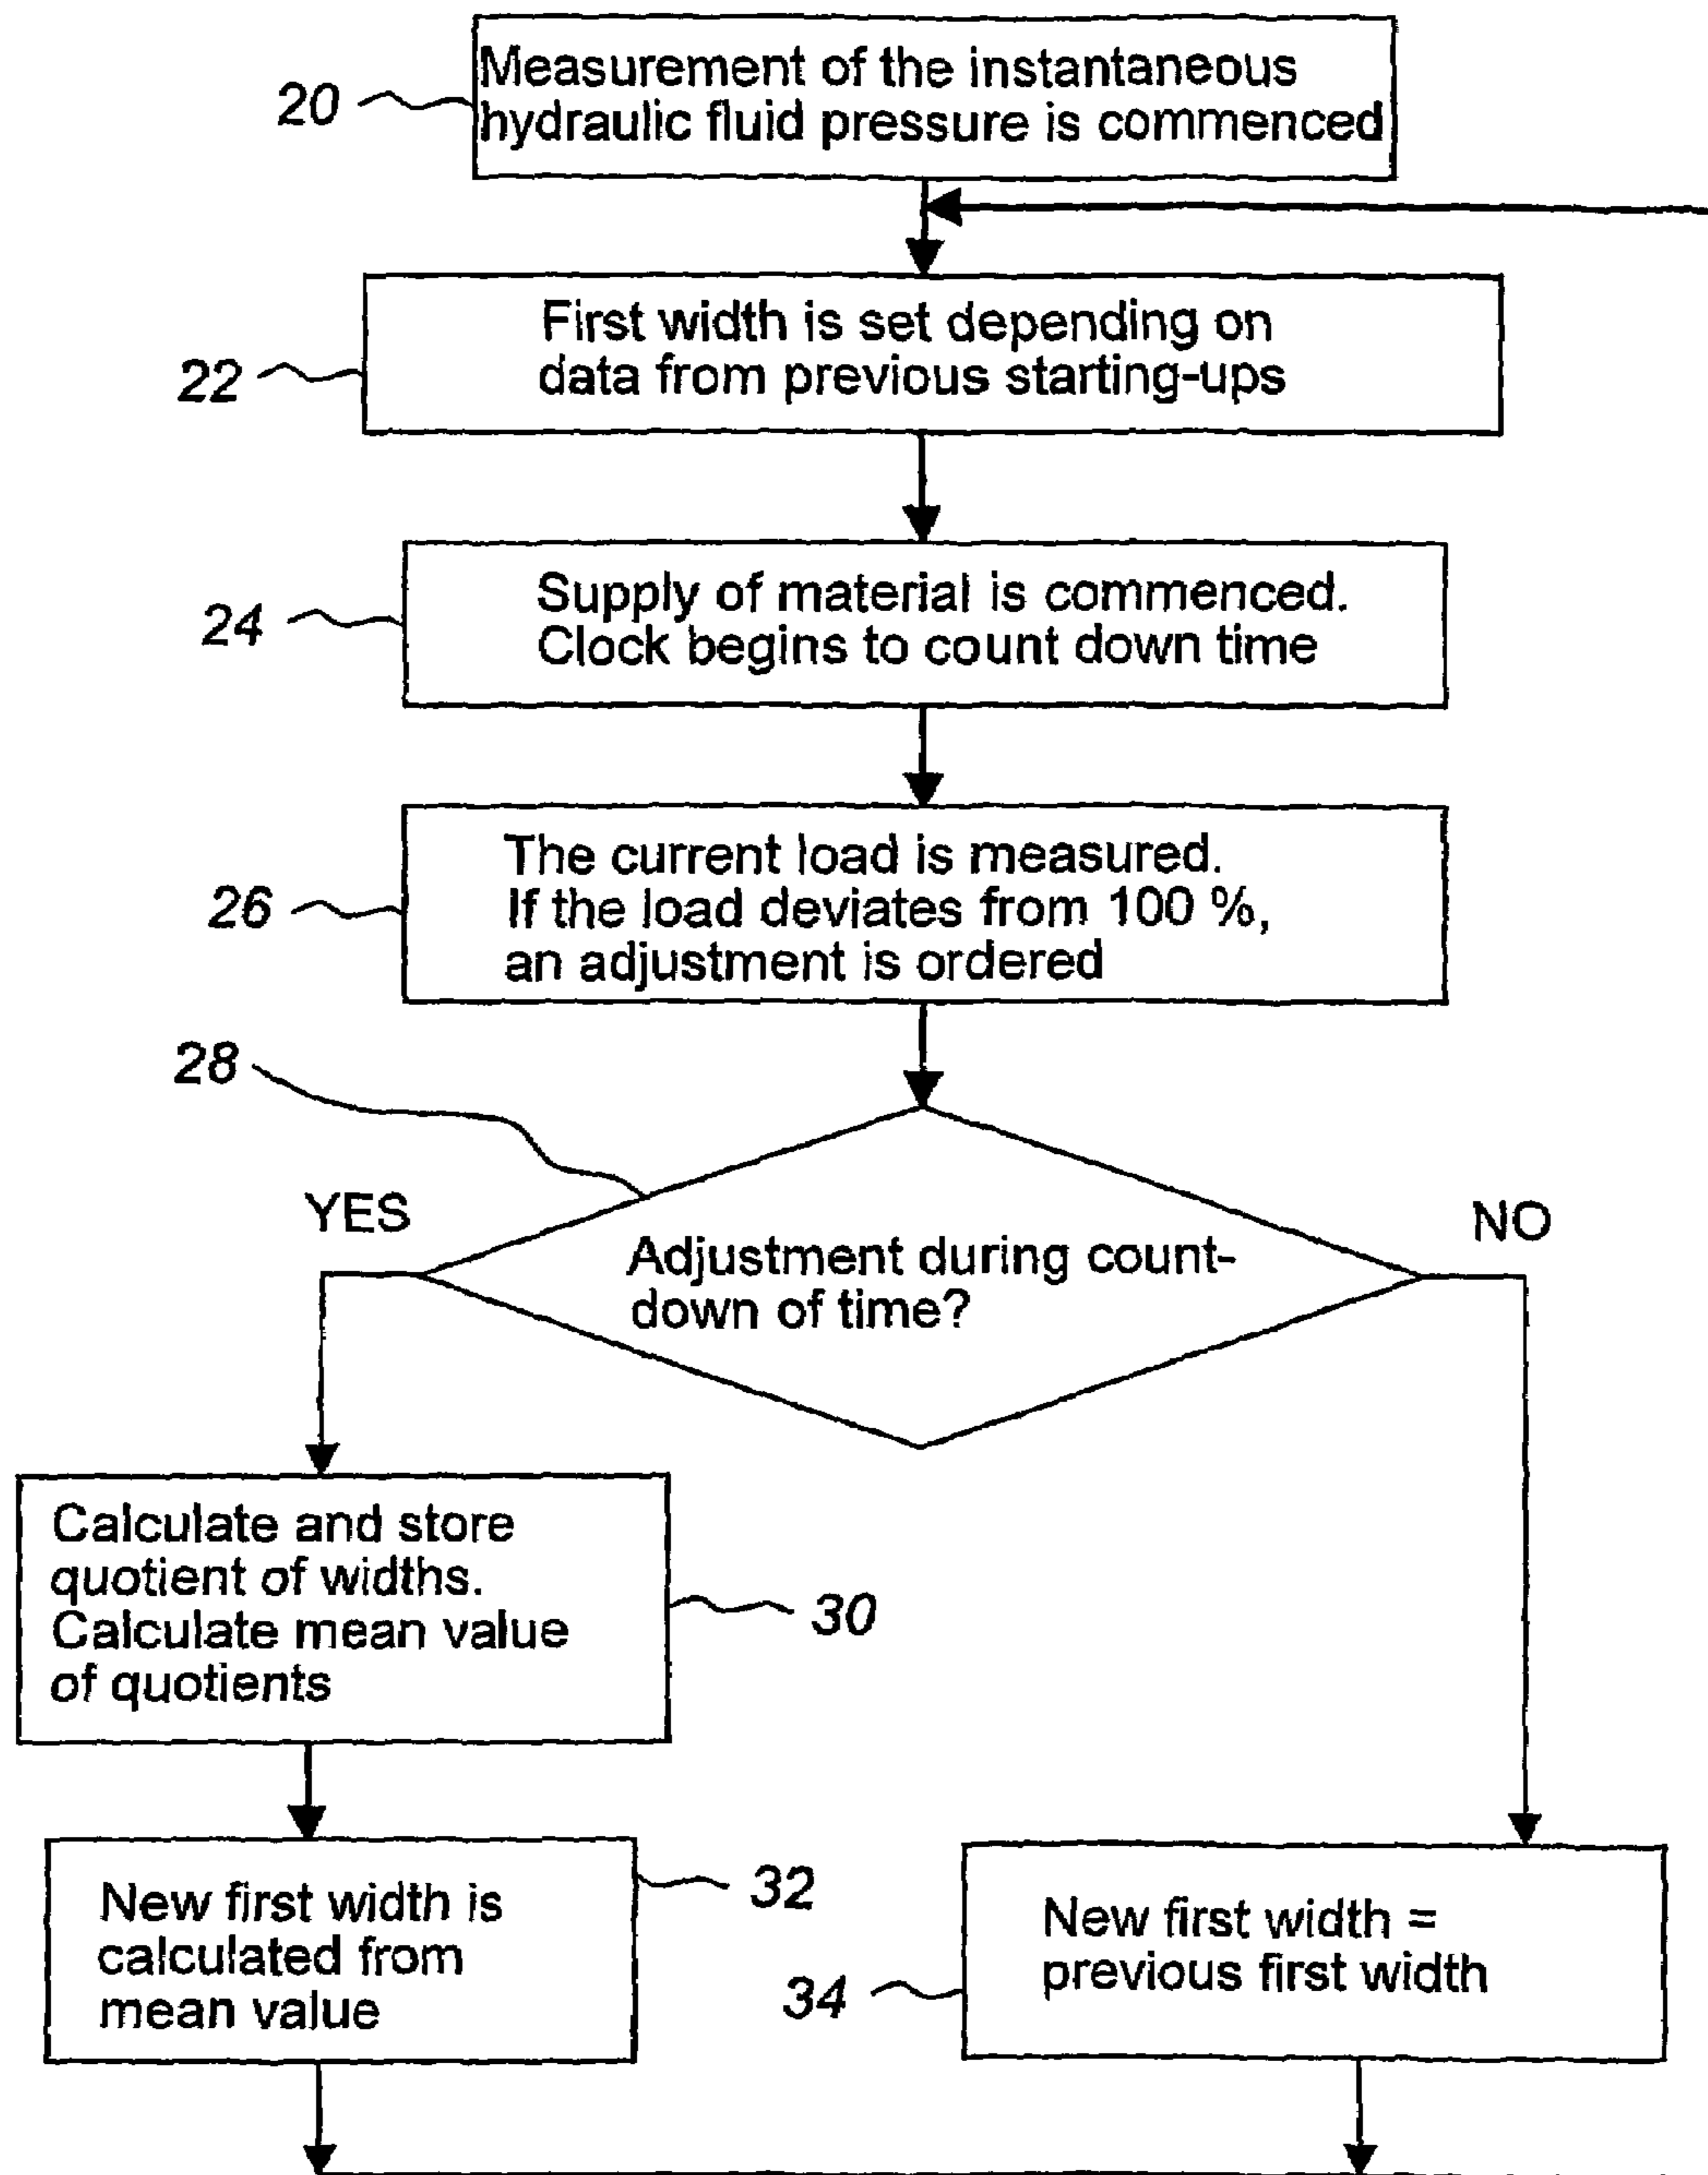 20
Measurement of the instantaneous
hydraulic fluid pressure is commenced
22
First width is set depending on
data from previous starting-ups
24
Supply of material is commenced.
Clock begins to count down time
26
The current load is measured.
If the load deviates from 100 %,
an adjustment is ordered
28
YES
NO
Adjustment during count-
down of time?
Calculate and store
quotient of widths.
Calculate mean value
of quotients
30
New first width is
calculated from
mean value
32
New first width =
previous first width
34